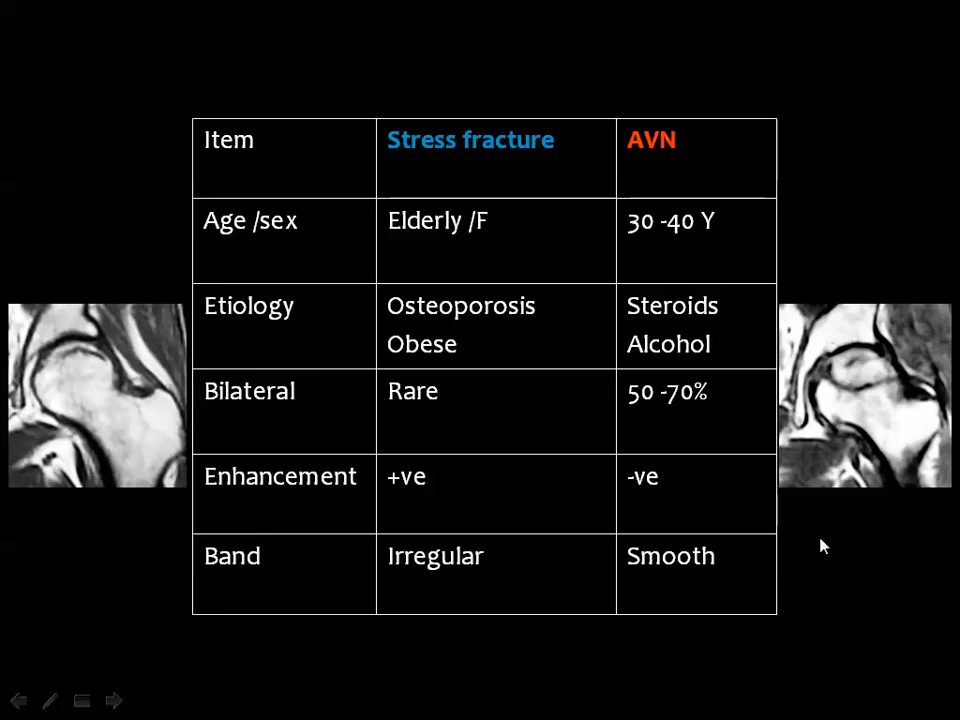 Item Stress fracture AVN
Age /sex Elderly /F 30 -40 Y
Etiology Osteoporosis Steroids
Obese Alcohol
Bilateral Rare 50 -70%
Enhancement +ve -ve
Band Irregular Smooth